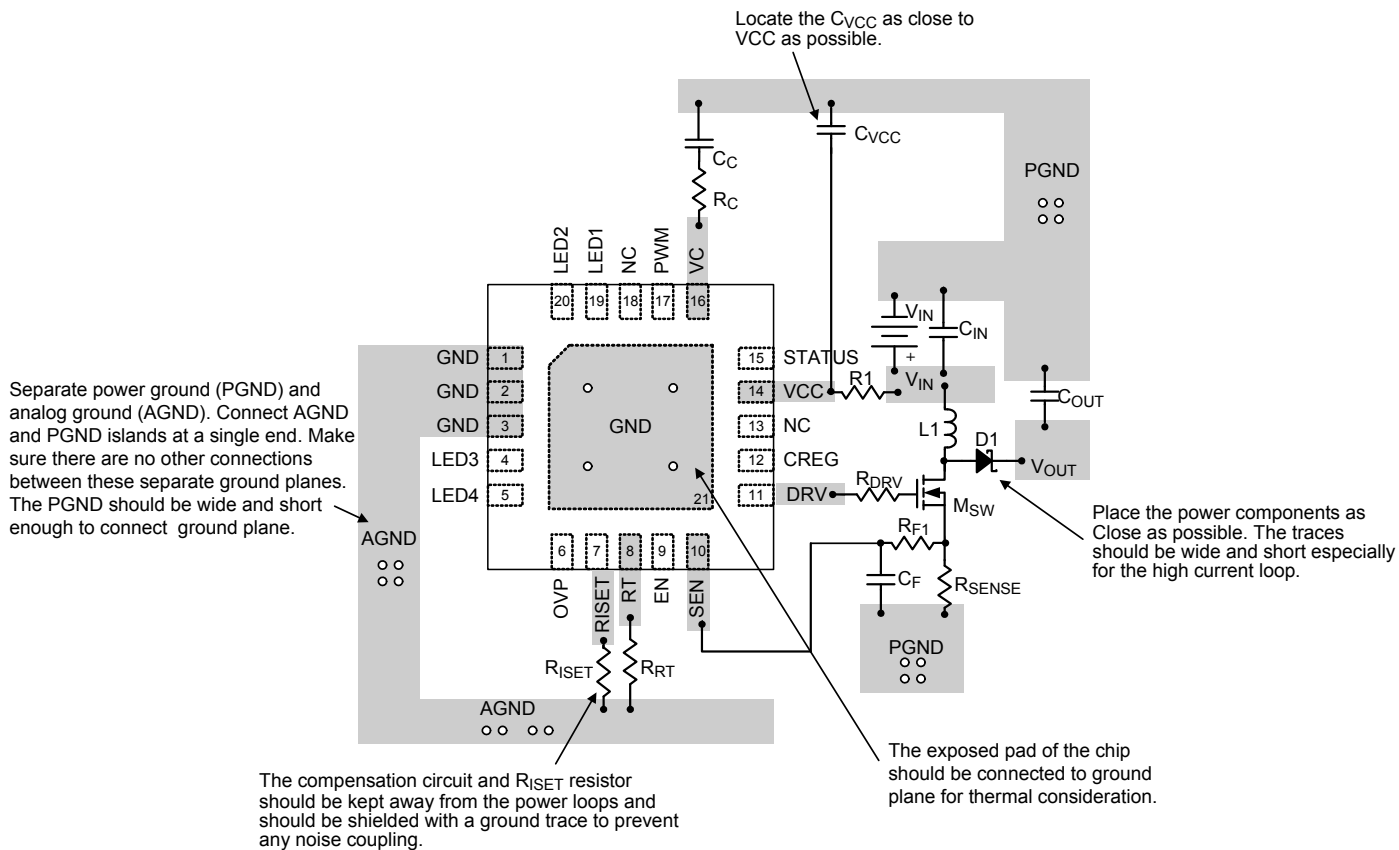 Locate the CVCC as close to
VCC as possible.
CVCC
CC
RC
PGND
LED2
LED1
NC
PWM
VC
20
19
18
17
16
VIN
CIN
+
VIN
GND
1
GND
2
GND
3
LED3
4
LED4
5
GND
21
15
STATUS
14
VCC
R1
13
NC
12
CREG
11
DRV
RDRV
L1
D1
COUT
VOUT
MSW
Separate power ground (PGND) and
analog ground (AGND). Connect AGND
and PGND islands at a single end. Make
sure there are no other connections
between these separate ground planes.
The PGND should be wide and short
enough to connect ground plane.
AGND
Place the power components as
Close as possible. The traces
should be wide and short especially
for the high current loop.
6
7
8
9
10
OVP
RISET
RT
EN
SEN
RF1
CF
RSENSE
PGND
RISET
RRT
AGND
The compensation circuit and RISET resistor
should be kept away from the power loops and
should be shielded with a ground trace to prevent
any noise coupling.
The exposed pad of the chip
should be connected to ground
plane for thermal consideration.